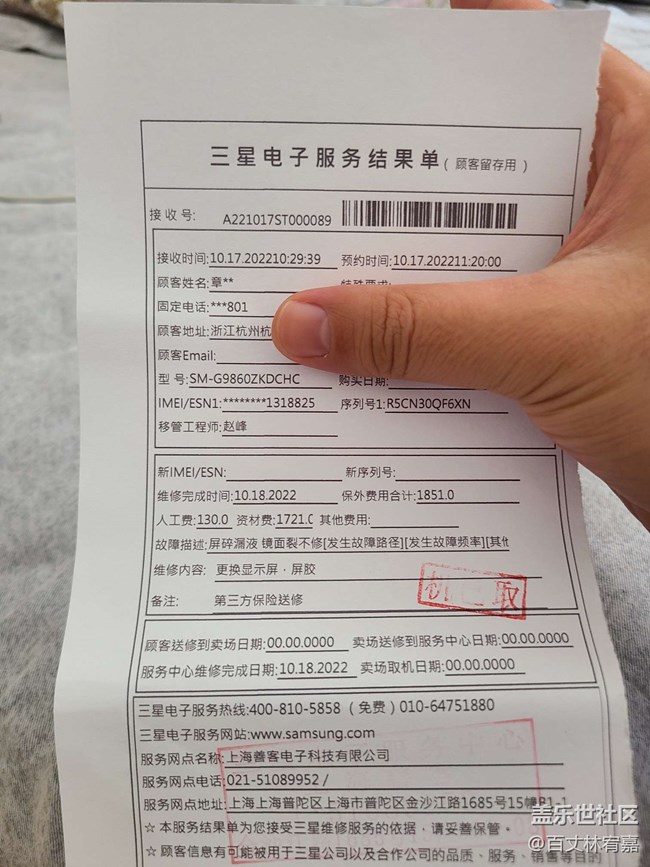 三星电子服务结果单(顾客留存用)
接收号: A221017ST000089
接收时间:10.17.202210:29:39 预约时间:10.17.202211:20:00
顾客姓名:章**
固定电话:***801
顾客地址:浙江杭州杭
顾客Email:
型号:SM-G9860ZKDCHC 购买日期:
IMEI/ESN1:********1318825 序列号1:R5CN30QF6XN
移管工程师:赵峰
新IMEI/ESN: 新序列号:
维修完成时间:10.18.2022 保外费用合计:1851.0
人工费:130.0 资材费:1721.0 其他费用:
故障描述:屏碎漏液 镜面裂不修[发生故障路径][发生故障频率][其他
维修内容: 更换显示屏·屏胶
备注: 第三方保险送修
机已取
顾客送修到卖场日期:00.00.0000 卖场送修到服务中心日期:00.00.0000
服务中心维修完成日期:10.18.2022 卖场取机日期:00.00.0000
三星电子服务热线:400-810-5858(免费)010-64751880
三星电子服务网站:www.samsung.com
服务网点名称:上海善客电子科技有限公司
服务网点电话:021-51089952 /
服务网点地址:上海上海普陀区上海市普陀区金沙江路1685号15幢B1-1
☆本服务结果单为您接受三星维修服务的依据,请妥善保管。
☆顾客信息有可能被用于三星公司以及合作公司的品质、服务、销售等目的
盖乐世社区
@百丈林宥嘉